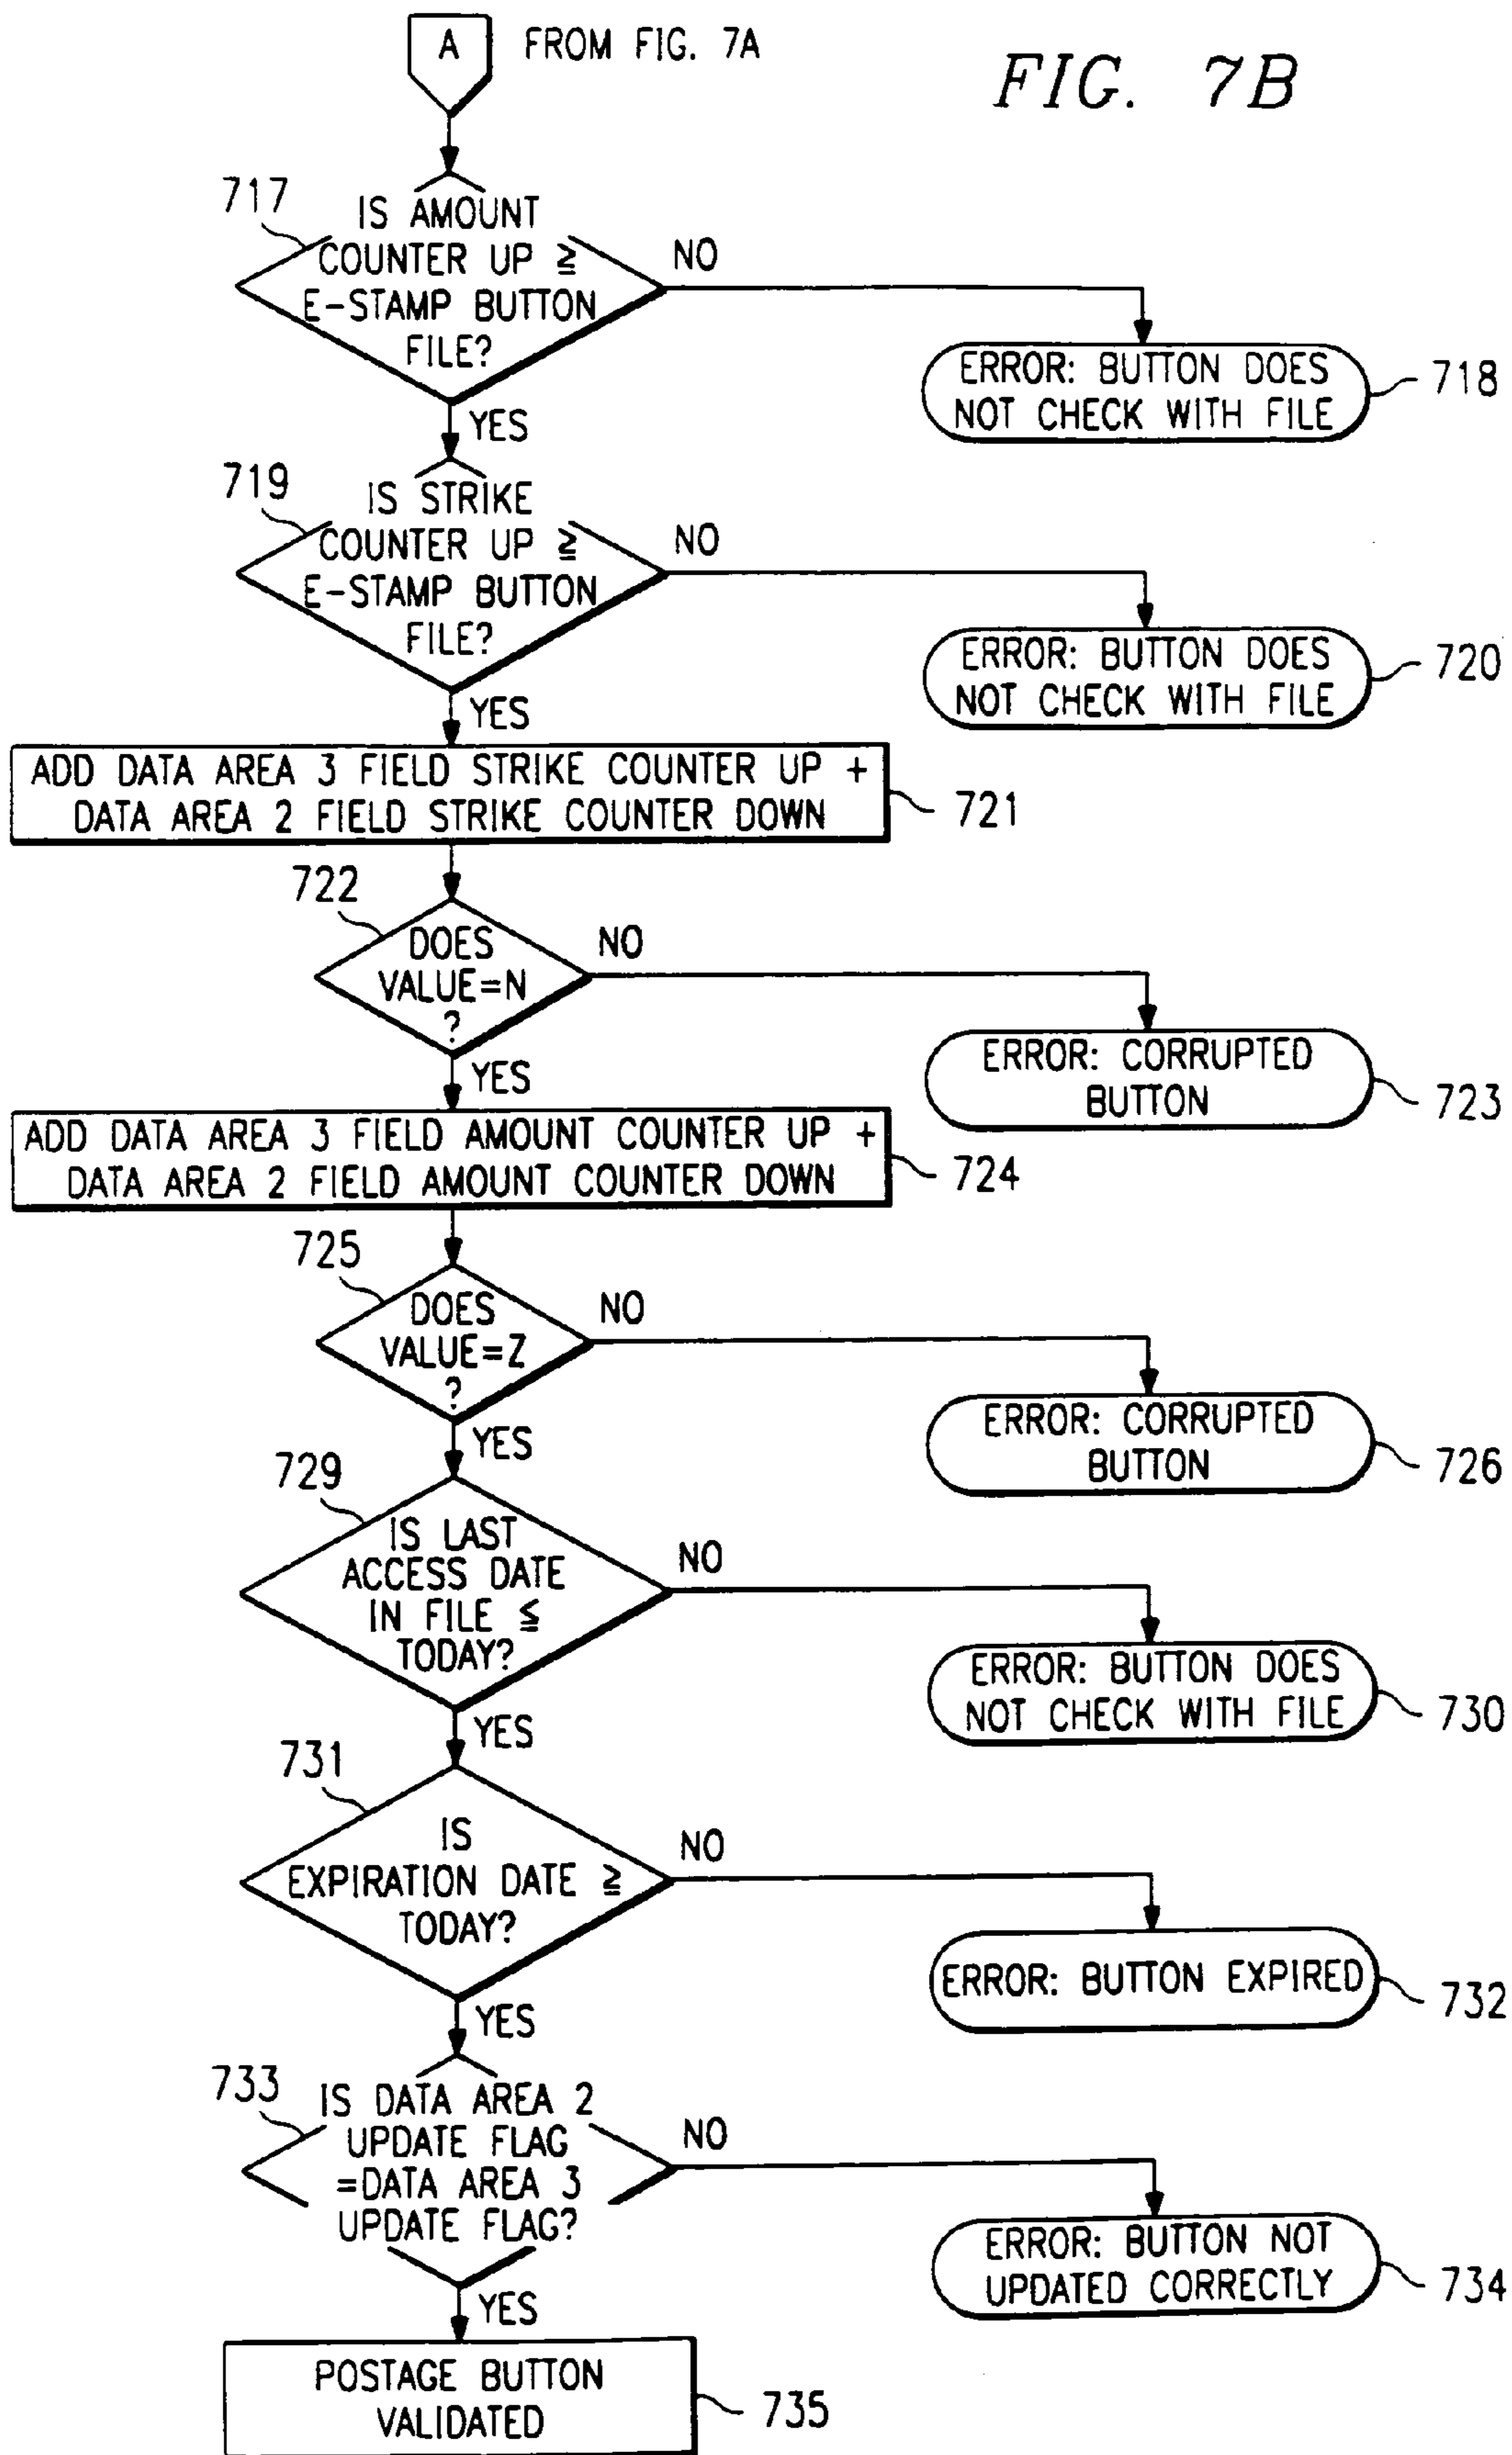 A FROM FIG. 7A
FIG. 7B
717
IS AMOUNT
COUNTER UP ≧
E-STAMP BUTTON
FILE?
NO
YES
ERROR: BUTTON DOES
NOT CHECK WITH FILE
718
719
IS STRIKE
COUNTER UP ≧
E-STAMP BUTTON
FILE?
NO
YES
ERROR: BUTTON DOES
NOT CHECK WITH FILE
720
ADD DATA AREA 3 FIELD STRIKE COUNTER UP +
DATA AREA 2 FIELD STRIKE COUNTER DOWN
721
722
DOES
VALUE=N
?
NO
YES
ERROR: CORRUPTED
BUTTON
723
ADD DATA AREA 3 FIELD AMOUNT COUNTER UP +
DATA AREA 2 FIELD AMOUNT COUNTER DOWN
724
725
DOES
VALUE=Z
?
NO
YES
ERROR: CORRUPTED
BUTTON
726
729
IS LAST
ACCESS DATE
IN FILE ≦
TODAY?
NO
YES
ERROR: BUTTON DOES
NOT CHECK WITH FILE
730
731
IS
EXPIRATION DATE ≧
TODAY?
NO
YES
ERROR: BUTTON EXPIRED
732
733
IS DATA AREA 2
UPDATE FLAG
=DATA AREA 3
UPDATE FLAG?
NO
YES
ERROR: BUTTON NOT
UPDATED CORRECTLY
734
POSTAGE BUTTON
VALIDATED
735